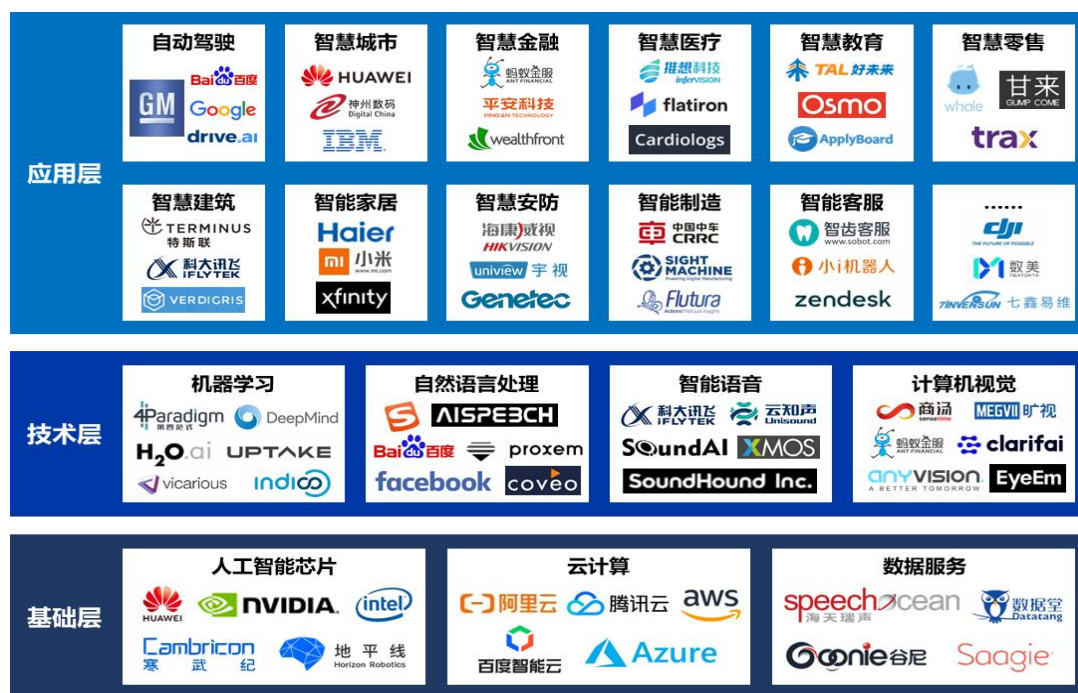 应用层
自动驾驶
GM
Bai du 百度
Google
drive.ai
智慧城市
HUAWEI
神州数码
Digital China
IBM
智慧金融
蚂蚁金服
ANT FINANCIAL
平安科技
PING AN TECHNOLOGY
wealthfront
智慧医疗
推想科技
inferVISION
flatiron
Cardiologs
智慧教育
TAL好未来
Osmo
ApplyBoard
智慧零售
whale
甘来
GUMP COME
trax
智慧建筑
TERMINUS
特斯联
科大讯飞
iFLYTEK
VERDIGRIS
智能家居
Haier
mi 小米
www.mi.com
xfinity
智慧安防
海康威视
HIKVISION
uniview 宇视
Genetec
智能制造
中国中车
CRRC
SIGHT
MACHINE
Powering Digital Manufacturing
Flutura
Actions! Not just Insights
智能客服
智齿客服
www.sobot.com
小i机器人
zendesk
......
dji
THE FUTURE OF POSSIBLE
数美
NEXTDATA
7INVENSUN 七鑫易维
技术层
机器学习
4Paradigm
第四范式
DeepMind
H2O.ai
UPTAKE
vicarious
indico
自然语言处理
AISPEECH
Bai du 百度
proxem
facebook
coveo
智能语音
科大讯飞
iFLYTEK
云知声
Unisound
SoundAI
XMOS
SoundHound Inc.
计算机视觉
商汤
sensetime
MEGVII 旷视
蚂蚁金服
ANT FINANCIAL
clarifai
anyVISION
A BETTER TOMORROW
EyeEm
基础层
人工智能芯片
HUAWEI
NVIDIA
intel
Cambricon
寒武纪
地平线
Horizon Robotics
云计算
阿里云
腾讯云
aws
百度智能云
Azure
数据服务
speechocean
海天瑞声
数据堂
Datatang
Goonie谷尼
Saagie